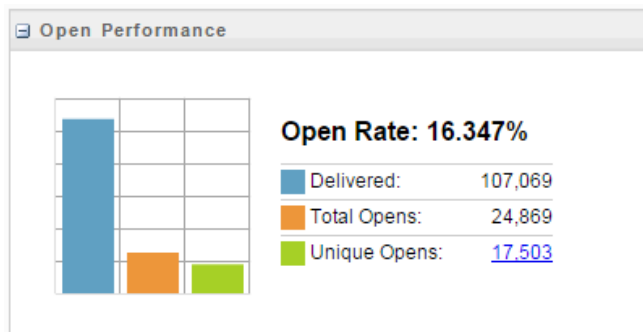 Open Performance
Open Rate: 16.347%
Delivered: 107,069
Total Opens: 24,869
Unique Opens: 17,503